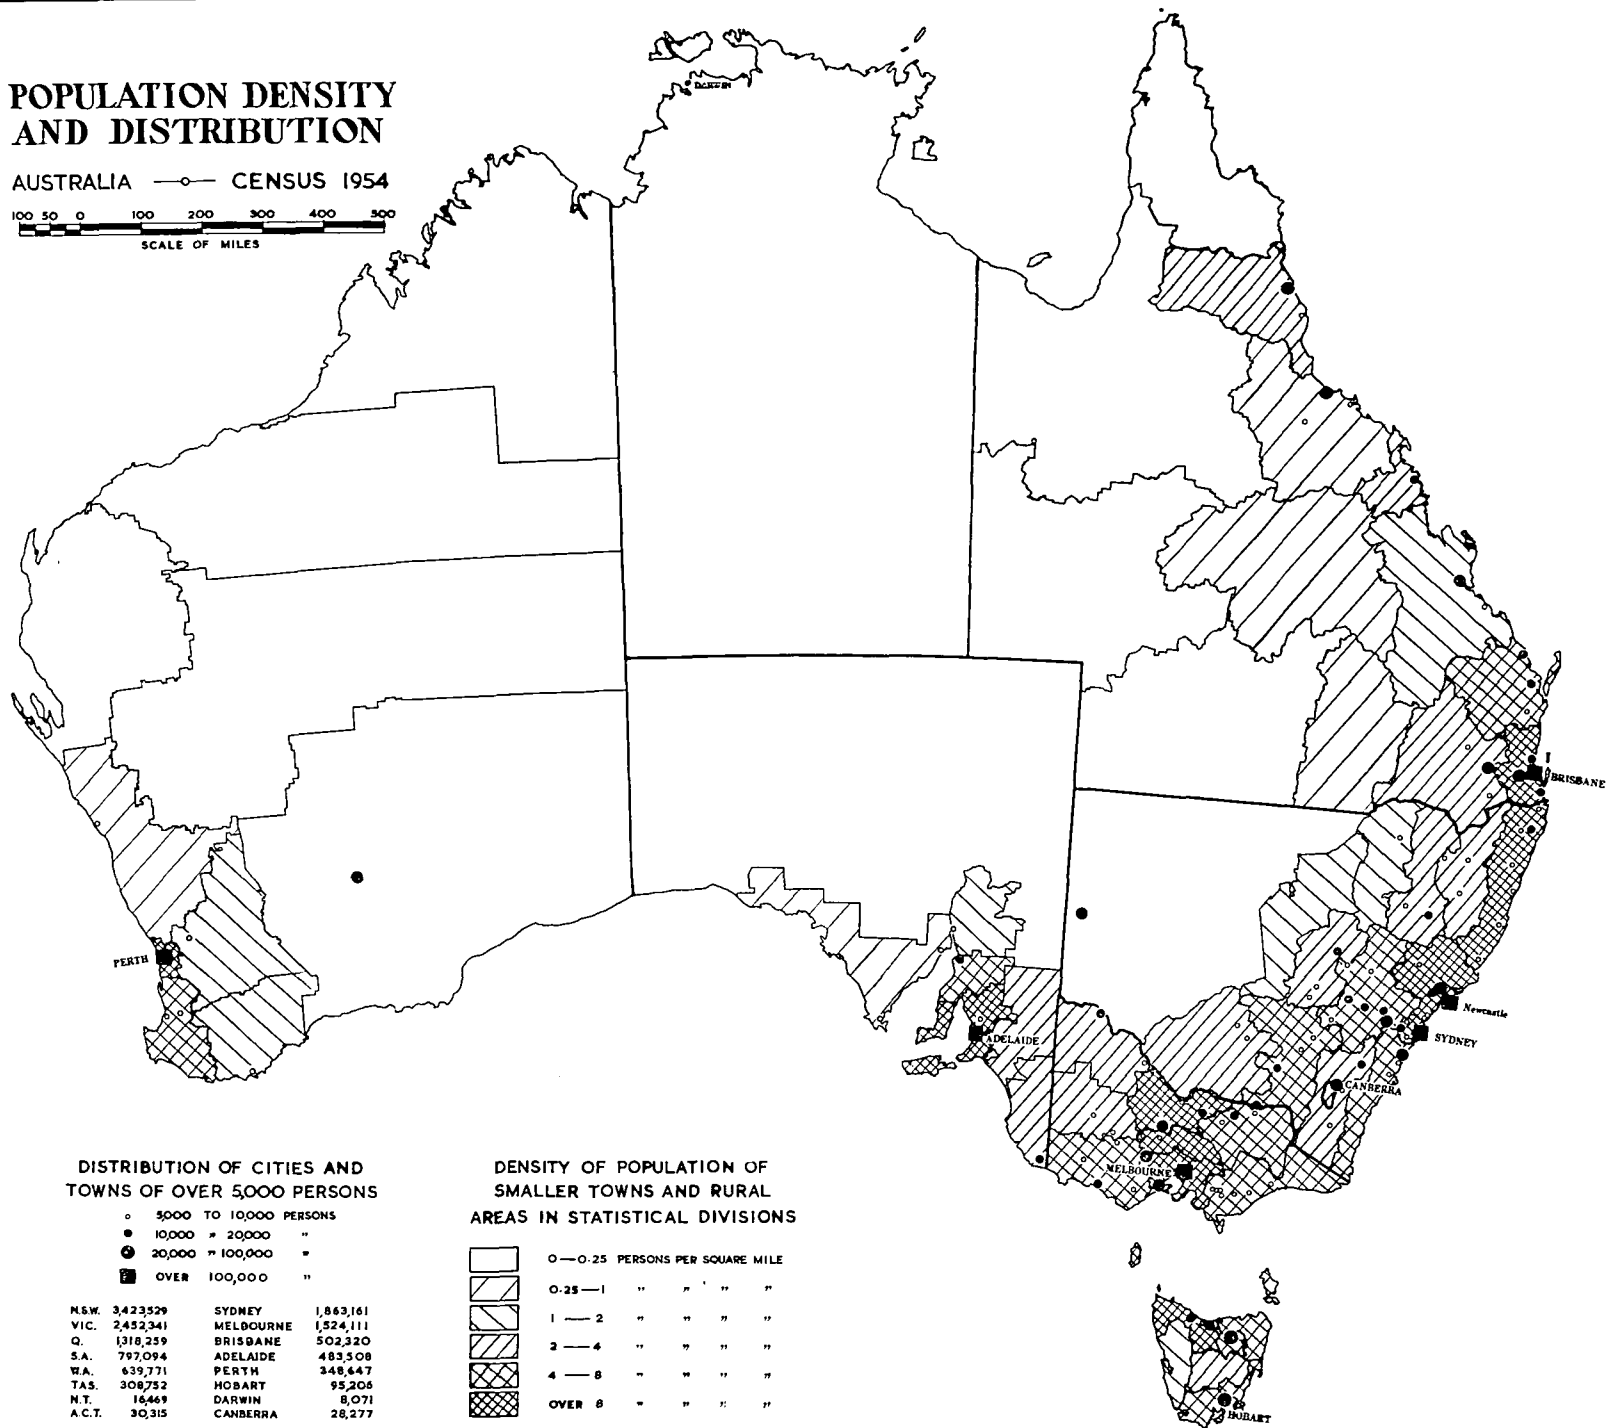 POPULATION DENSITY
AND DISTRIBUTION
AUSTRALIA CENSUS 1954
100 50 0 100 200 300 400 500
SCALE OF MILES
DARWIN
BRISBANE
PERTH
Newcastle
ADELAIDE
SYDNEY
CANBERRA
MELBOURNE
HOBART
DISTRIBUTION OF CITIES AND
TOWNS OF OVER 5,000 PERSONS
5,000 TO 10,000 PERSONS
10,000 " 20,000 "
20,000 " 100,000 "
OVER 100,000 "
N.S.W. 3,423,529 SYDNEY 1,863,161
VIC. 2,452,341 MELBOURNE 1,524,111
Q. 1,318,259 BRISBANE 502,320
S.A. 797,094 ADELAIDE 483,508
W.A. 639,771 PERTH 348,647
TAS. 308,752 HOBART 95,206
N.T. 16,469 DARWIN 8,071
A.C.T. 30,315 CANBERRA 28,277
DENSITY OF POPULATION OF
SMALLER TOWNS AND RURAL
AREAS IN STATISTICAL DIVISIONS
0—0.25 PERSONS PER SQUARE MILE
0.25—1 " " " "
1—2 " " " "
2—4 " " " "
4—8 " " " "
OVER 8 " " " "